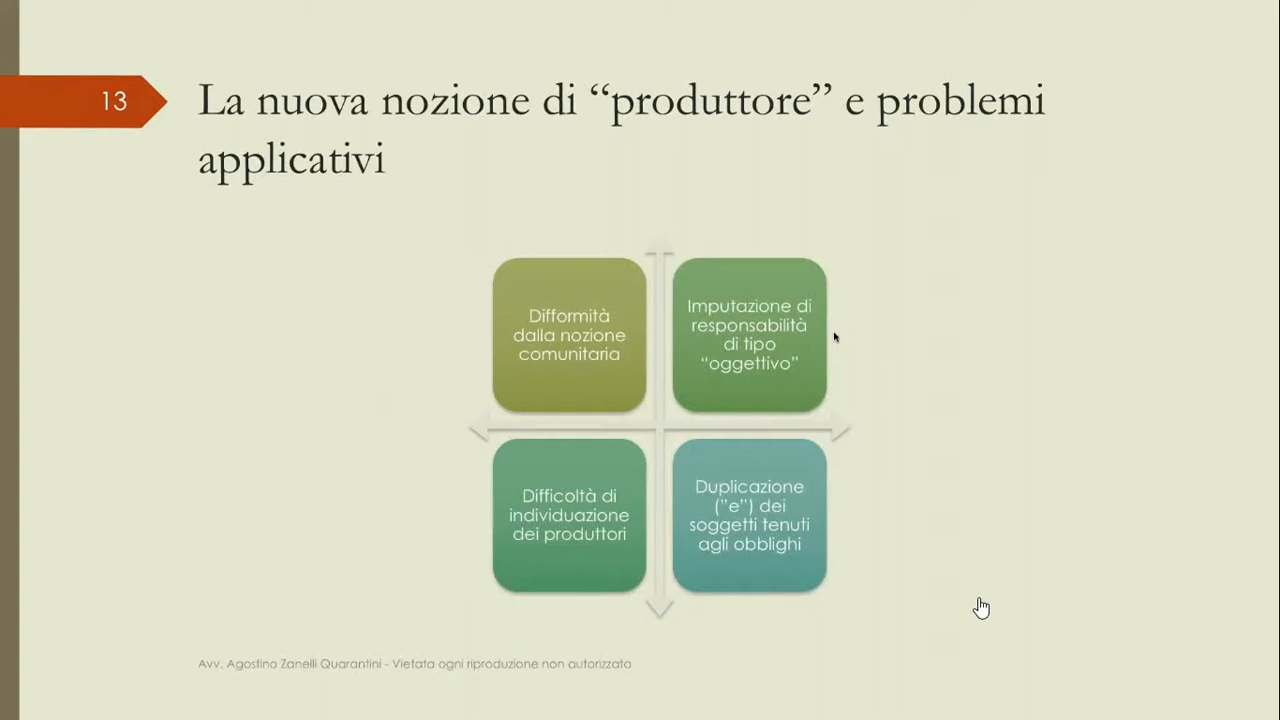 13
La nuova nozione di “produttore” e problemi
applicativi
Difformità
dalla nozione
comunitaria
Imputazione di
responsabilità
di tipo
“oggettivo”
Difficoltà di
individuazione
dei produttori
Duplicazione
(”e”) dei
soggetti tenuti
agli obblighi
Avv. Agostino Zanelli Quarantini - Vietata ogni riproduzione non autorizzata